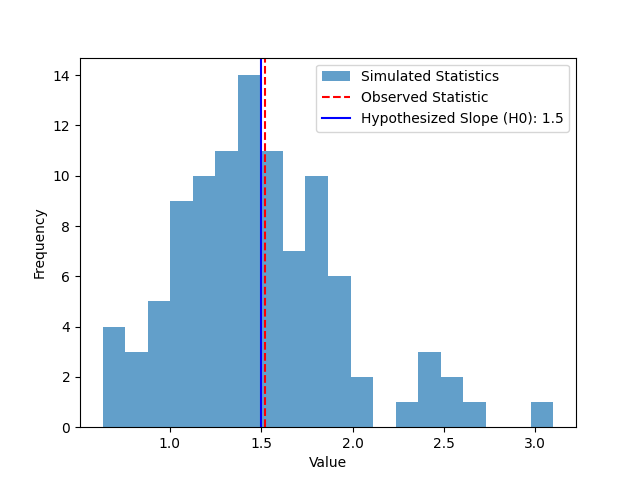 Simulated Statistics
Observed Statistic
Hypothesized Slope (H0): 1.5
14
12
10
8
6
4
2
0
Frequency
1.0 1.5 2.0 2.5 3.0
Value